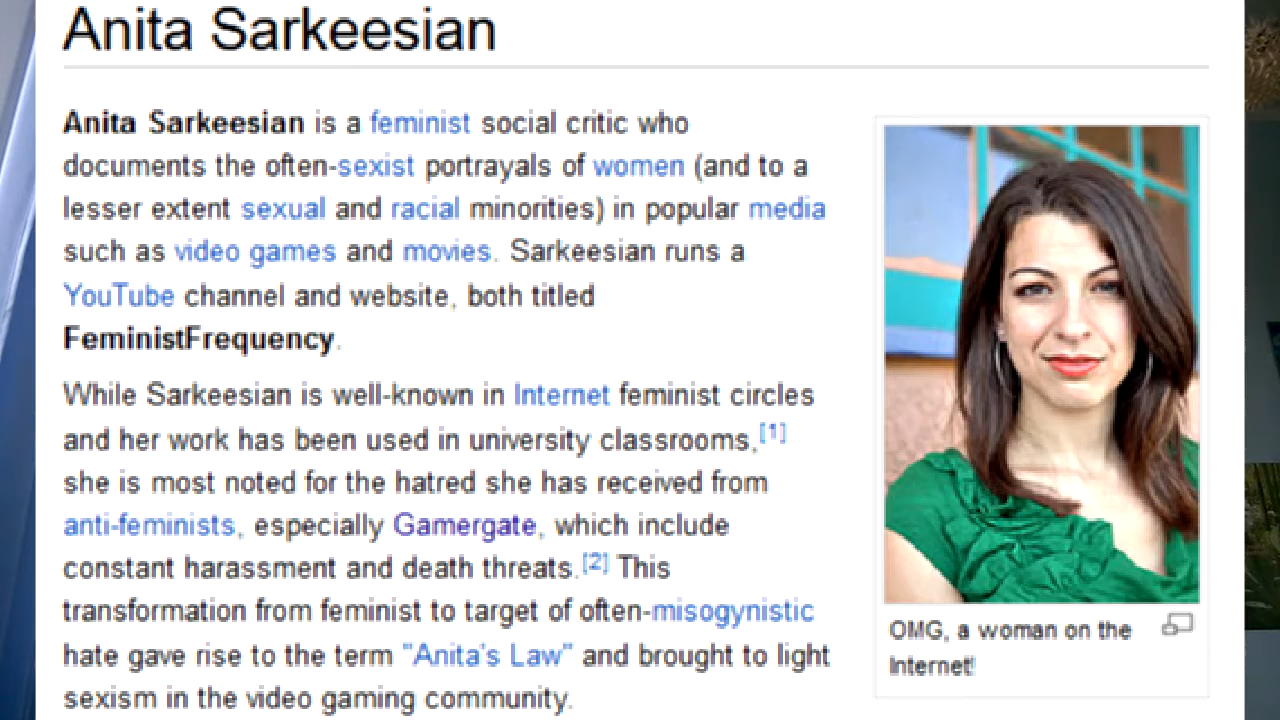 Anita Sarkeesian
Anita Sarkeesian is a feminist social critic who
documents the often-sexist portrayals of women (and to a
lesser extent sexual and racial minorities) in popular media
such as video games and movies. Sarkeesian runs a
YouTube channel and website, both titled
FeministFrequency.
While Sarkeesian is well-known in Internet feminist circles
and her work has been used in university classrooms,[1]
she is most noted for the hatred she has received from
anti-feminists, especially Gamergate, which include
constant harassment and death threats.[2] This
transformation from feminist to target of often-misogynistic
hate gave rise to the term "Anita's Law" and brought to light
sexism in the video gaming community.
OMG, a woman on the
Internet!